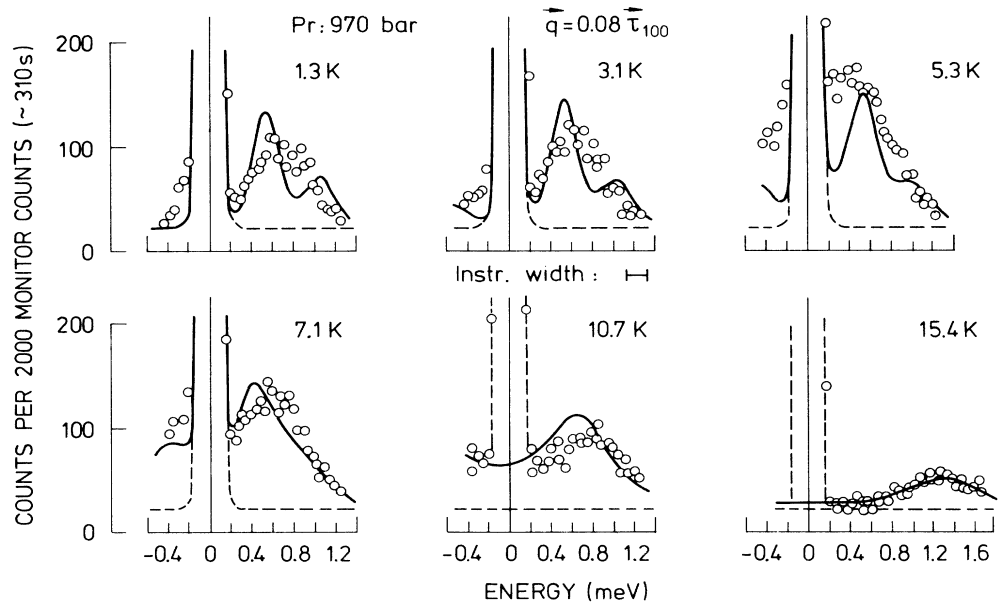 Pr: 970 bar
q = 0.08 τ100
COUNTS PER 2000 MONITOR COUNTS (~ 310s)
200
100
0
1.3 K
3.1 K
5.3 K
Instr. width :
200
100
0
7.1 K
10.7 K
15.4 K
-0.4 0 0.4 0.8 1.2
-0.4 0 0.4 0.8 1.2
-0.4 0 0.4 0.8 1.2 1.6
ENERGY (meV)